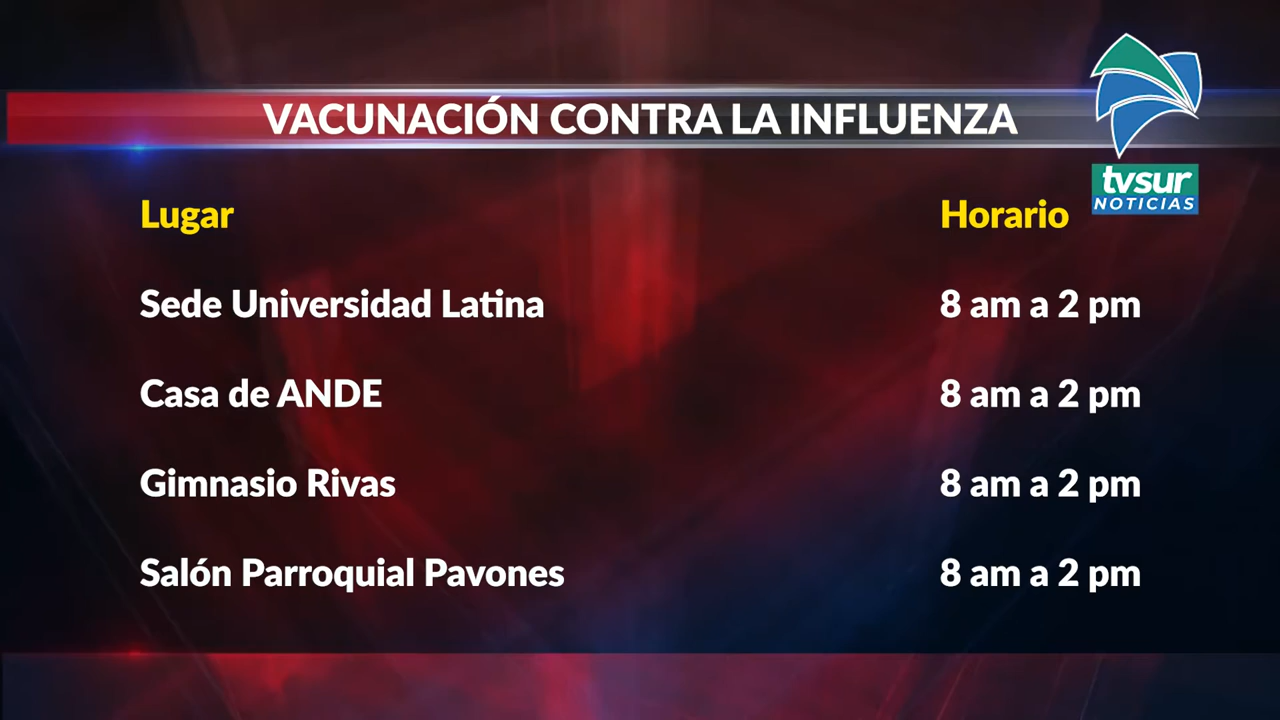 VACUNACIÓN CONTRA LA INFLUENZA
tvsur
NOTICIAS
Lugar Horario
Sede Universidad Latina 8 am a 2 pm
Casa de ANDE 8 am a 2 pm
Gimnasio Rivas 8 am a 2 pm
Salón Parroquial Pavones 8 am a 2 pm